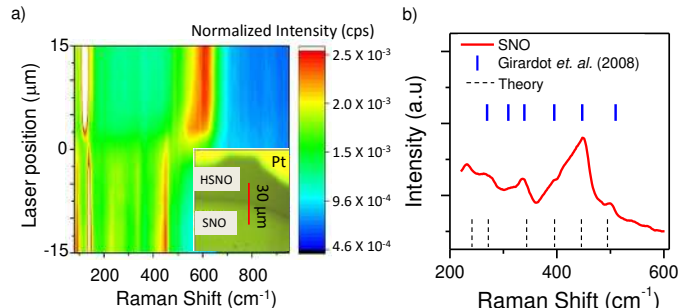 a)
Normalized Intensity (cps)
15
0
-15
Laser position (μm)
Pt
HSNO
SNO
30 μm
200 400 600 800
Raman Shift (cm-1)
2.5 X 10-3
2.0 X 10-3
1.5 X 10-3
9.6 X 10-4
4.6 X 10-4
b)
SNO
Girardot et. al. (2008)
Theory
Intensity (a.u)
200 300 400 500 600
Raman Shift (cm-1)